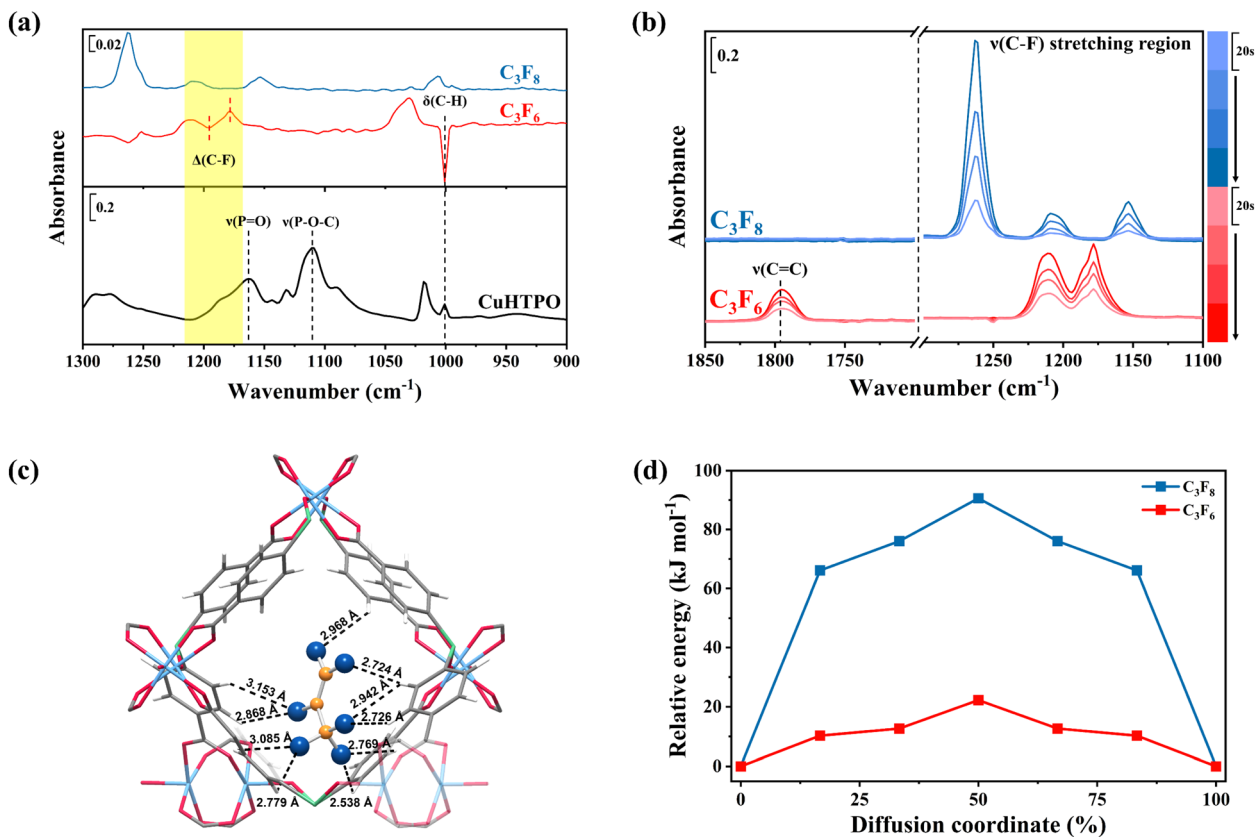 (a)
0.02
C₃F₈
δ(C-H)
C₃F₆
Δ(C-F)
0.2
ν(P=O)
ν(P-O-C)
CuHTPO
Absorbance
1300 1250 1200 1150 1100 1050 1000 950 900
Wavenumber (cm⁻¹)
(b)
0.2
ν(C-F) stretching region
20s
C₃F₈
20s
ν(C=C)
C₃F₆
Absorbance
1850 1750 1250 1200 1150 1100
Wavenumber (cm⁻¹)
(c)
2.968 Å
2.724 Å
3.153 Å
2.942 Å
2.868 Å
2.726 Å
3.085 Å
2.769 Å
2.779 Å
2.538 Å
(d)
100
80
60
40
20
0
Relative energy (kJ mol⁻¹)
C₃F₈
C₃F₆
0 25 50 75 100
Diffusion coordinate (%)